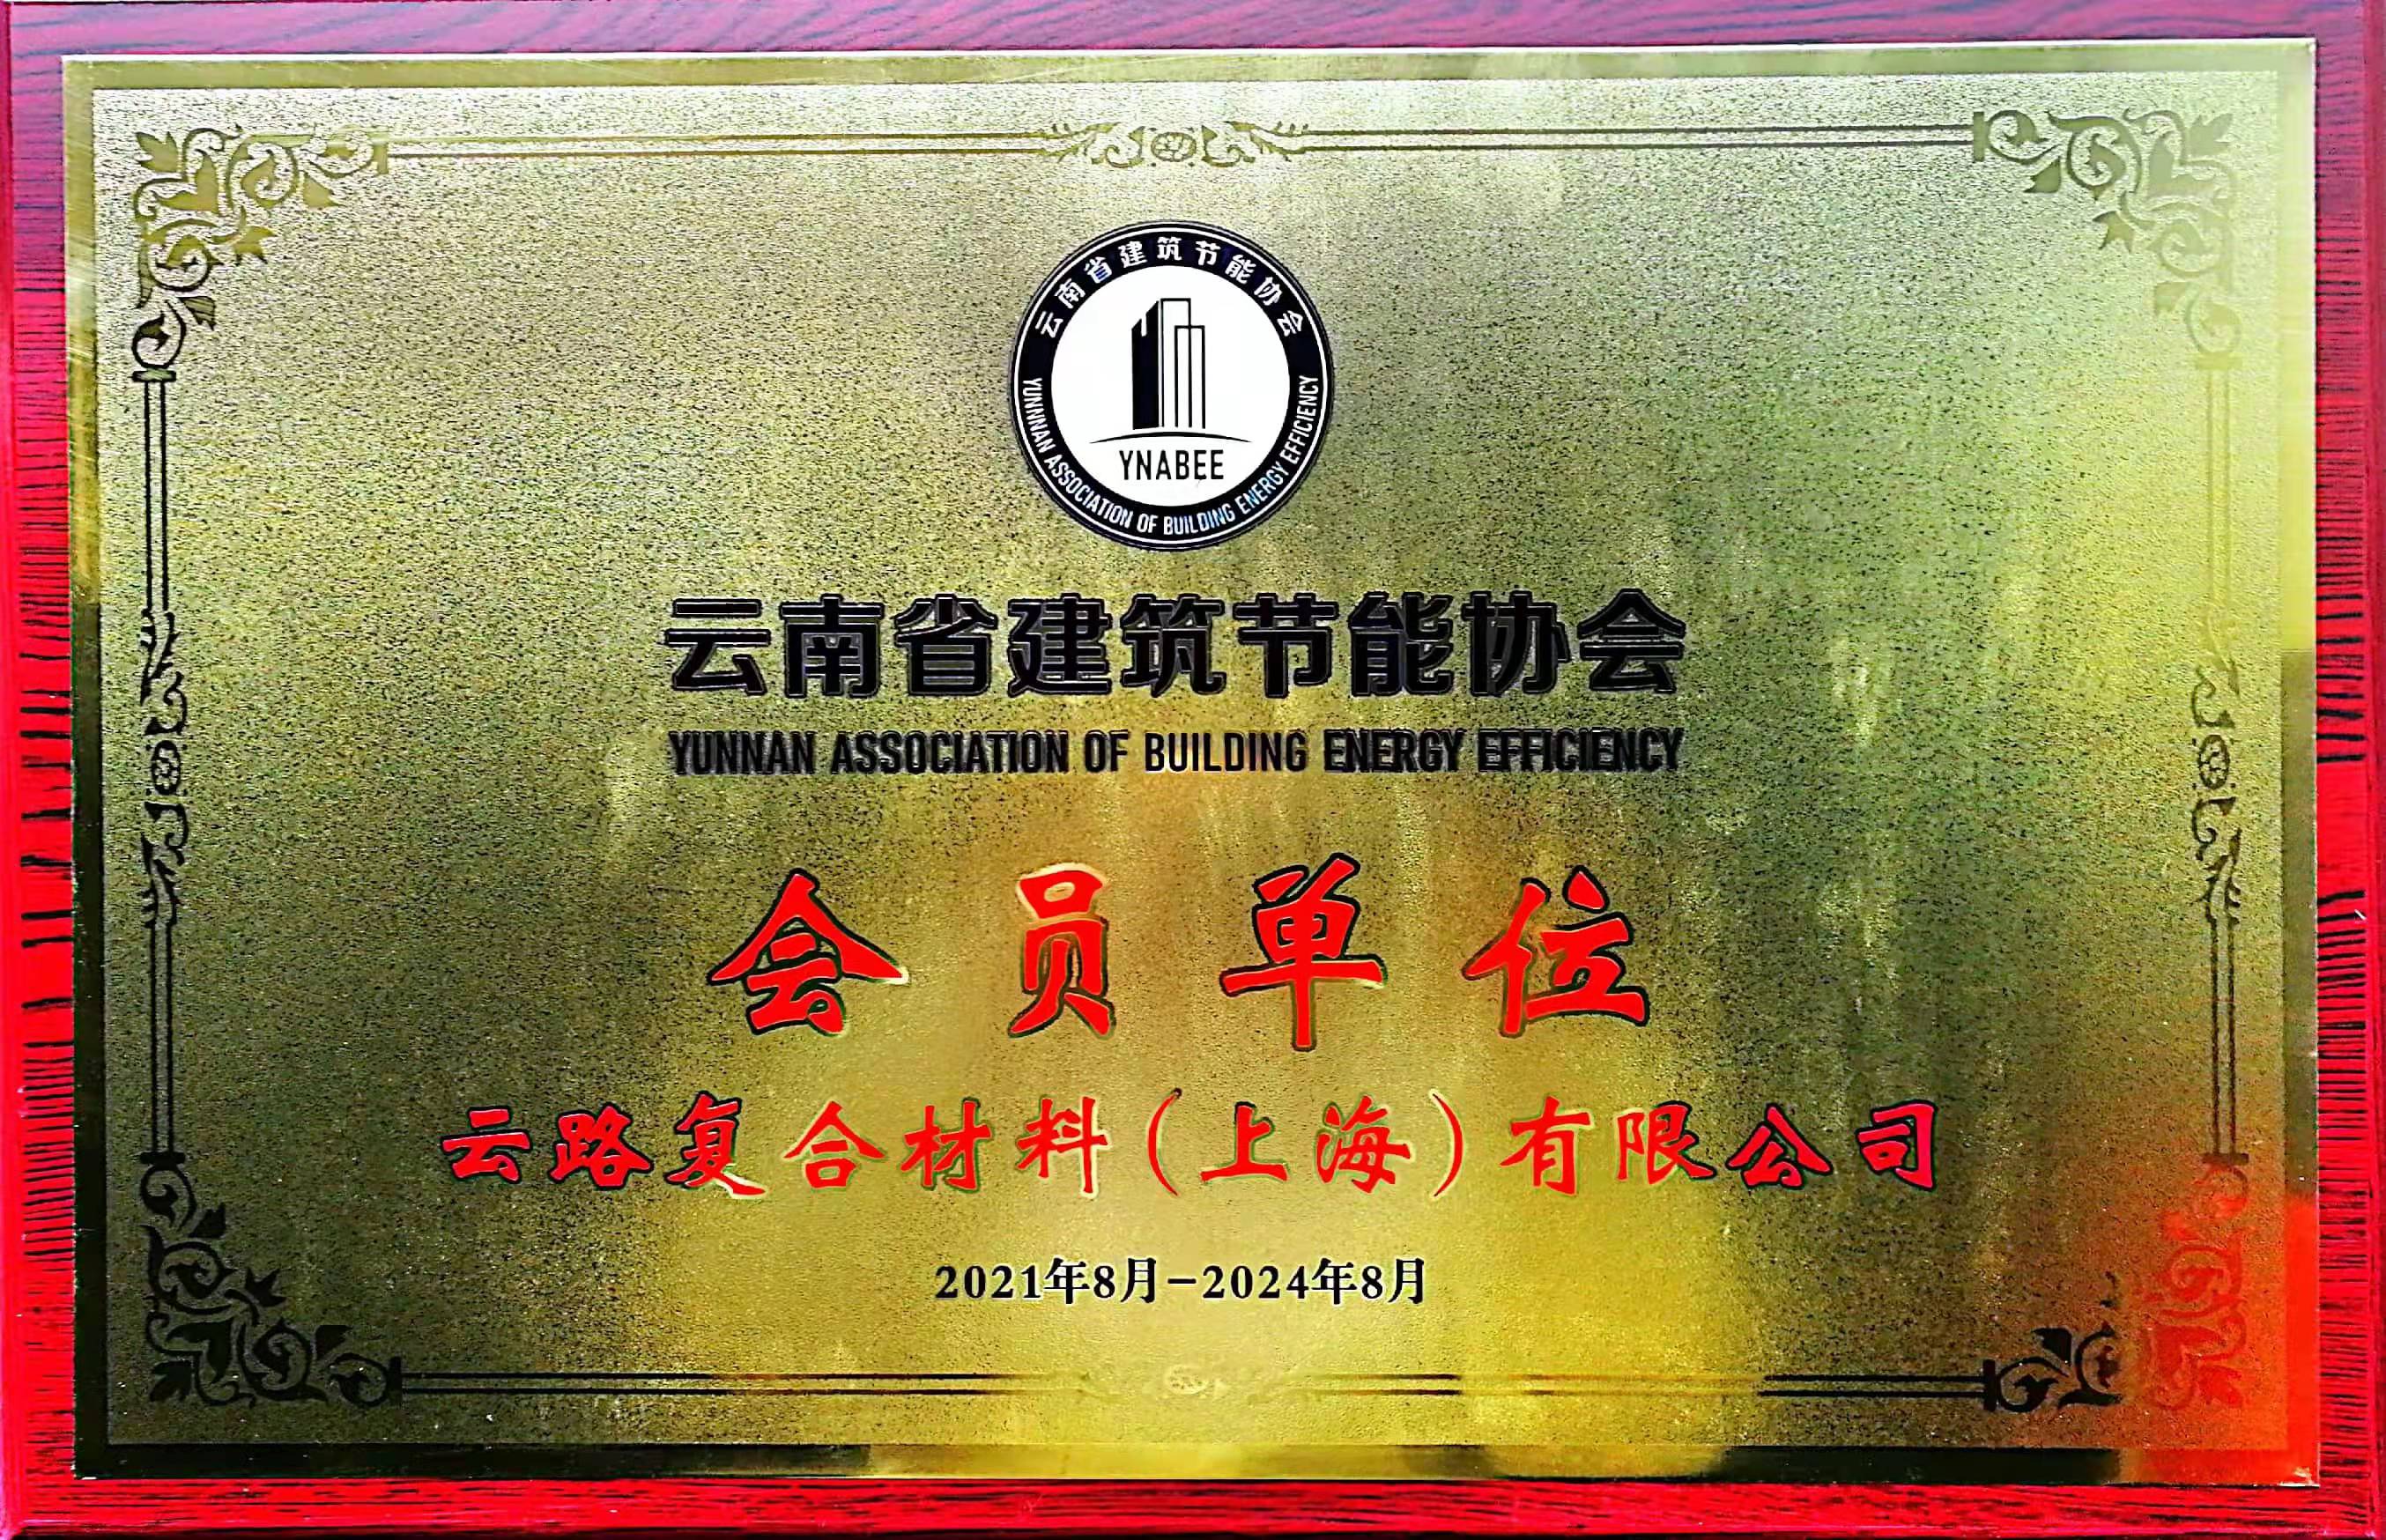 云南省建筑节能协会
YNABEE
YUNNNAN ASSOCIATION OF BUILDING ENERGY EFFICIENCY
云南省建筑节能协会
YUNNAN ASSOCIATION OF BUILDING ENERGY EFFICIENCY
会员单位
云路复合材料(上海)有限公司
2021年8月-2024年8月